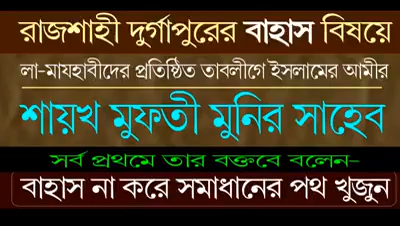 রাজশাহী দুর্গাপুরের বাহাস বিষয়ে
লা-মাযহাবীদের প্রতিষ্ঠিত তাবলীগে ইসলামের আমীর
শায়খ মুফতী মুনির সাহেব
সর্ব প্রথমে তার বক্তবে বলেন-
বাহাস না করে সমাধানের পথ খুজুন